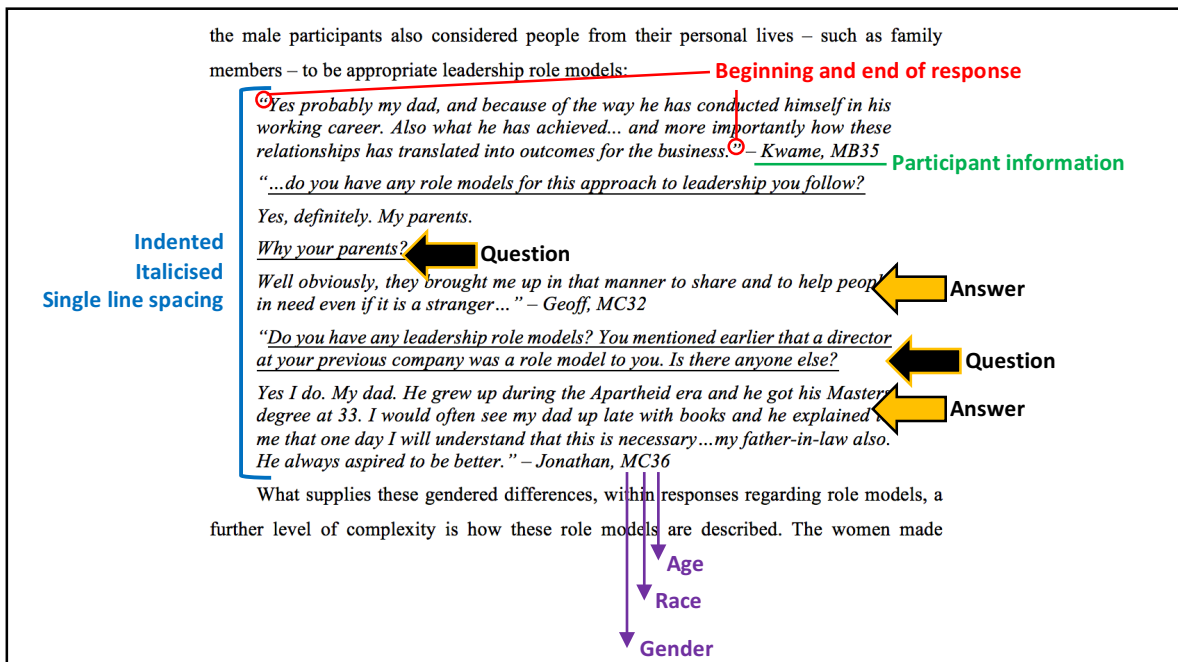 the male participants also considered people from their personal lives – such as family
members – to be appropriate leadership role models:
Beginning and end of response
“Yes probably my dad, and because of the way he has conducted himself in his
working career. Also what he has achieved... and more importantly how these
relationships has translated into outcomes for the business.” – Kwame, MB35
Participant information
“…do you have any role models for this approach to leadership you follow?
Yes, definitely. My parents.
Indented
Italicised
Single line spacing
Why your parents?
Question
Well obviously, they brought me up in that manner to share and to help people
in need even if it is a stranger…” – Geoff, MC32
Answer
“Do you have any leadership role models? You mentioned earlier that a director
at your previous company was a role model to you. Is there anyone else?
Question
Yes I do. My dad. He grew up during the Apartheid era and he got his Masters
degree at 33. I would often see my dad up late with books and he explained to
me that one day I will understand that this is necessary…my father-in-law also.
He always aspired to be better.” – Jonathan, MC36
Answer
What supplies these gendered differences, within responses regarding role models, a
further level of complexity is how these role models are described. The women made
Age
Race
Gender